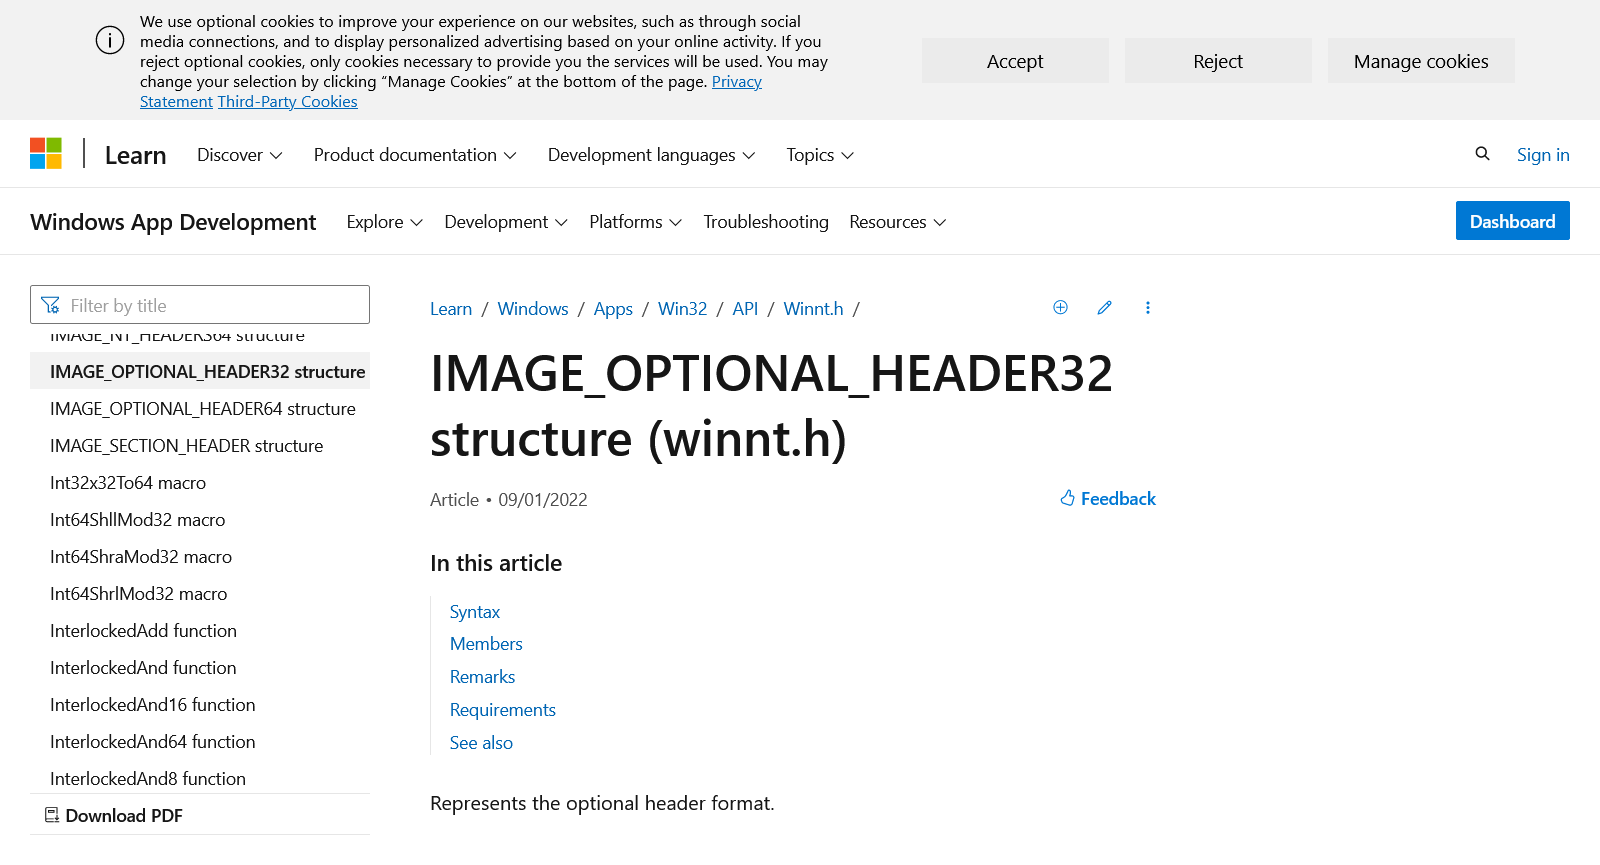 We use optional cookies to improve your experience on our websites, such as through social
media connections, and to display personalized advertising based on your online activity. If you
reject optional cookies, only cookies necessary to provide you the services will be used. You may
change your selection by clicking “Manage Cookies” at the bottom of the page. Privacy
Statement Third-Party Cookies
Accept
Reject
Manage cookies
Learn
Discover
Product documentation
Development languages
Topics
Sign in
Windows App Development
Explore
Development
Platforms
Troubleshooting
Resources
Dashboard
Filter by title
IMAGE_NT_HEADERS64 structure
IMAGE_OPTIONAL_HEADER32 structure
IMAGE_OPTIONAL_HEADER64 structure
IMAGE_SECTION_HEADER structure
Int32x32To64 macro
Int64ShllMod32 macro
Int64ShraMod32 macro
Int64ShrlMod32 macro
InterlockedAdd function
InterlockedAnd function
InterlockedAnd16 function
InterlockedAnd64 function
InterlockedAnd8 function
Download PDF
Learn / Windows / Apps / Win32 / API / Winnt.h /
IMAGE_OPTIONAL_HEADER32
structure (winnt.h)
Article • 09/01/2022
Feedback
In this article
Syntax
Members
Remarks
Requirements
See also
Represents the optional header format.